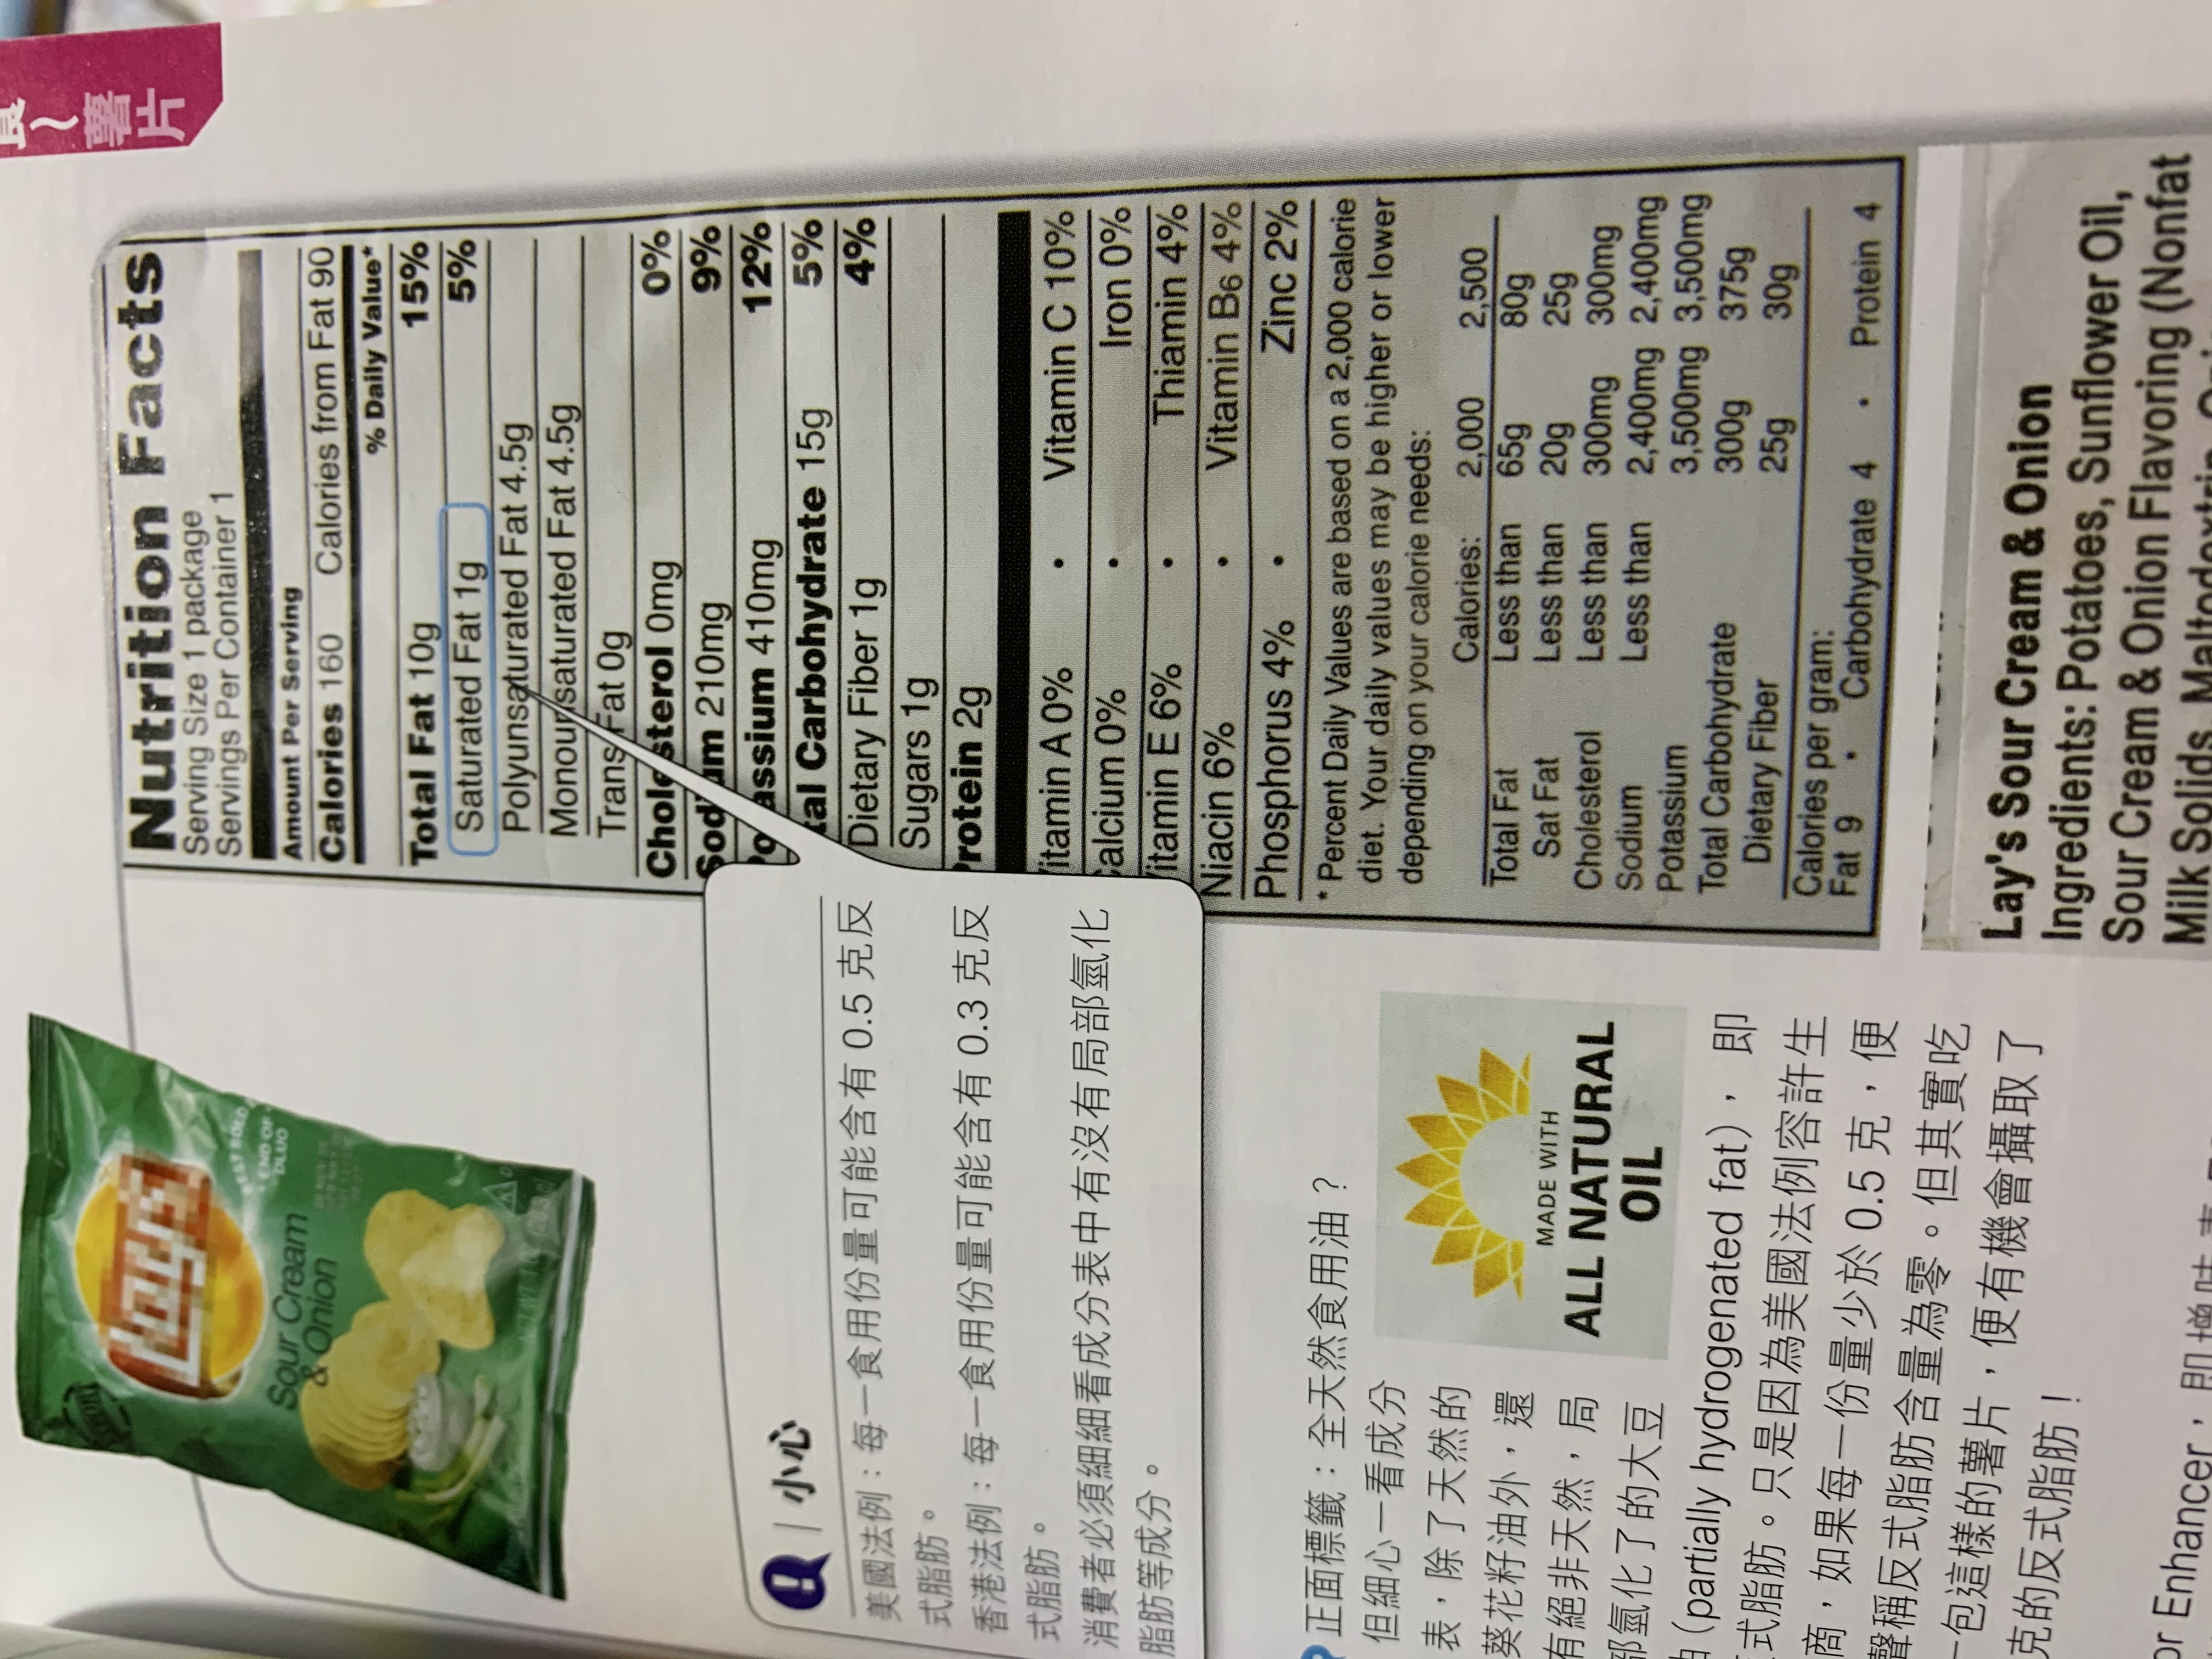 薯片
Nutrition Facts
Serving Size 1 package
Servings Per Container 1
Amount Per Serving
Calories 160 Calories from Fat 90
% Daily Value*
Total Fat 10g 15%
Saturated Fat 1g 5%
Polyunsaturated Fat 4.5g
Monounsaturated Fat 4.5g
Trans Fat 0g
Cholesterol 0mg 0%
Sodium 210mg 9%
Potassium 410mg 12%
tal Carbohydrate 15g 5%
Dietary Fiber 1g 4%
Sugars 1g
Protein 2g
Vitamin A 0% • Vitamin C 10%
Calcium 0% • Iron 0%
Vitamin E 6% • Thiamin 4%
Niacin 6% • Vitamin B6 4%
Phosphorus 4% • Zinc 2%
* Percent Daily Values are based on a 2,000 calorie
diet. Your daily values may be higher or lower
depending on your calorie needs:
Calories: 2,000 2,500
Total Fat Less than 65g 80g
Sat Fat Less than 20g 25g
Cholesterol Less than 300mg 300mg
Sodium Less than 2,400mg 2,400mg
Potassium 3,500mg 3,500mg
Total Carbohydrate 300g 375g
Dietary Fiber 25g 30g
Calories per gram:
Fat 9 • Carbohydrate 4 • Protein 4
Lay's Sour Cream & Onion
Ingredients: Potatoes, Sunflower Oil,
Sour Cream & Onion Flavoring (Nonfat
Milk Solids, Maltodextrin,
Lay's
Sour Cream
& Onion
小心
美國法例：每一食用份量可能含有 0.5 克反
式脂肪。
香港法例：每一食用份量可能含有 0.3 克反
式脂肪。
消費者必須細細看成分表中有沒有局部氫化
脂肪等成分。
正面標籤：全天然食用油？
但細心一看成分
表，除了天然的
葵花籽油外，還
有絕非天然，局
部氫化了的大豆
油（partially hydrogenated fat），即
式脂肪。只是因為美國法例容許生
商，如果每一份量少於 0.5 克，便
聲稱反式脂肪含量為零。但其實吃
一包這樣的薯片，便有機會攝取了
克的反式脂肪！
MADE WITH
ALL NATURAL
OIL
or Enhancer，即增味